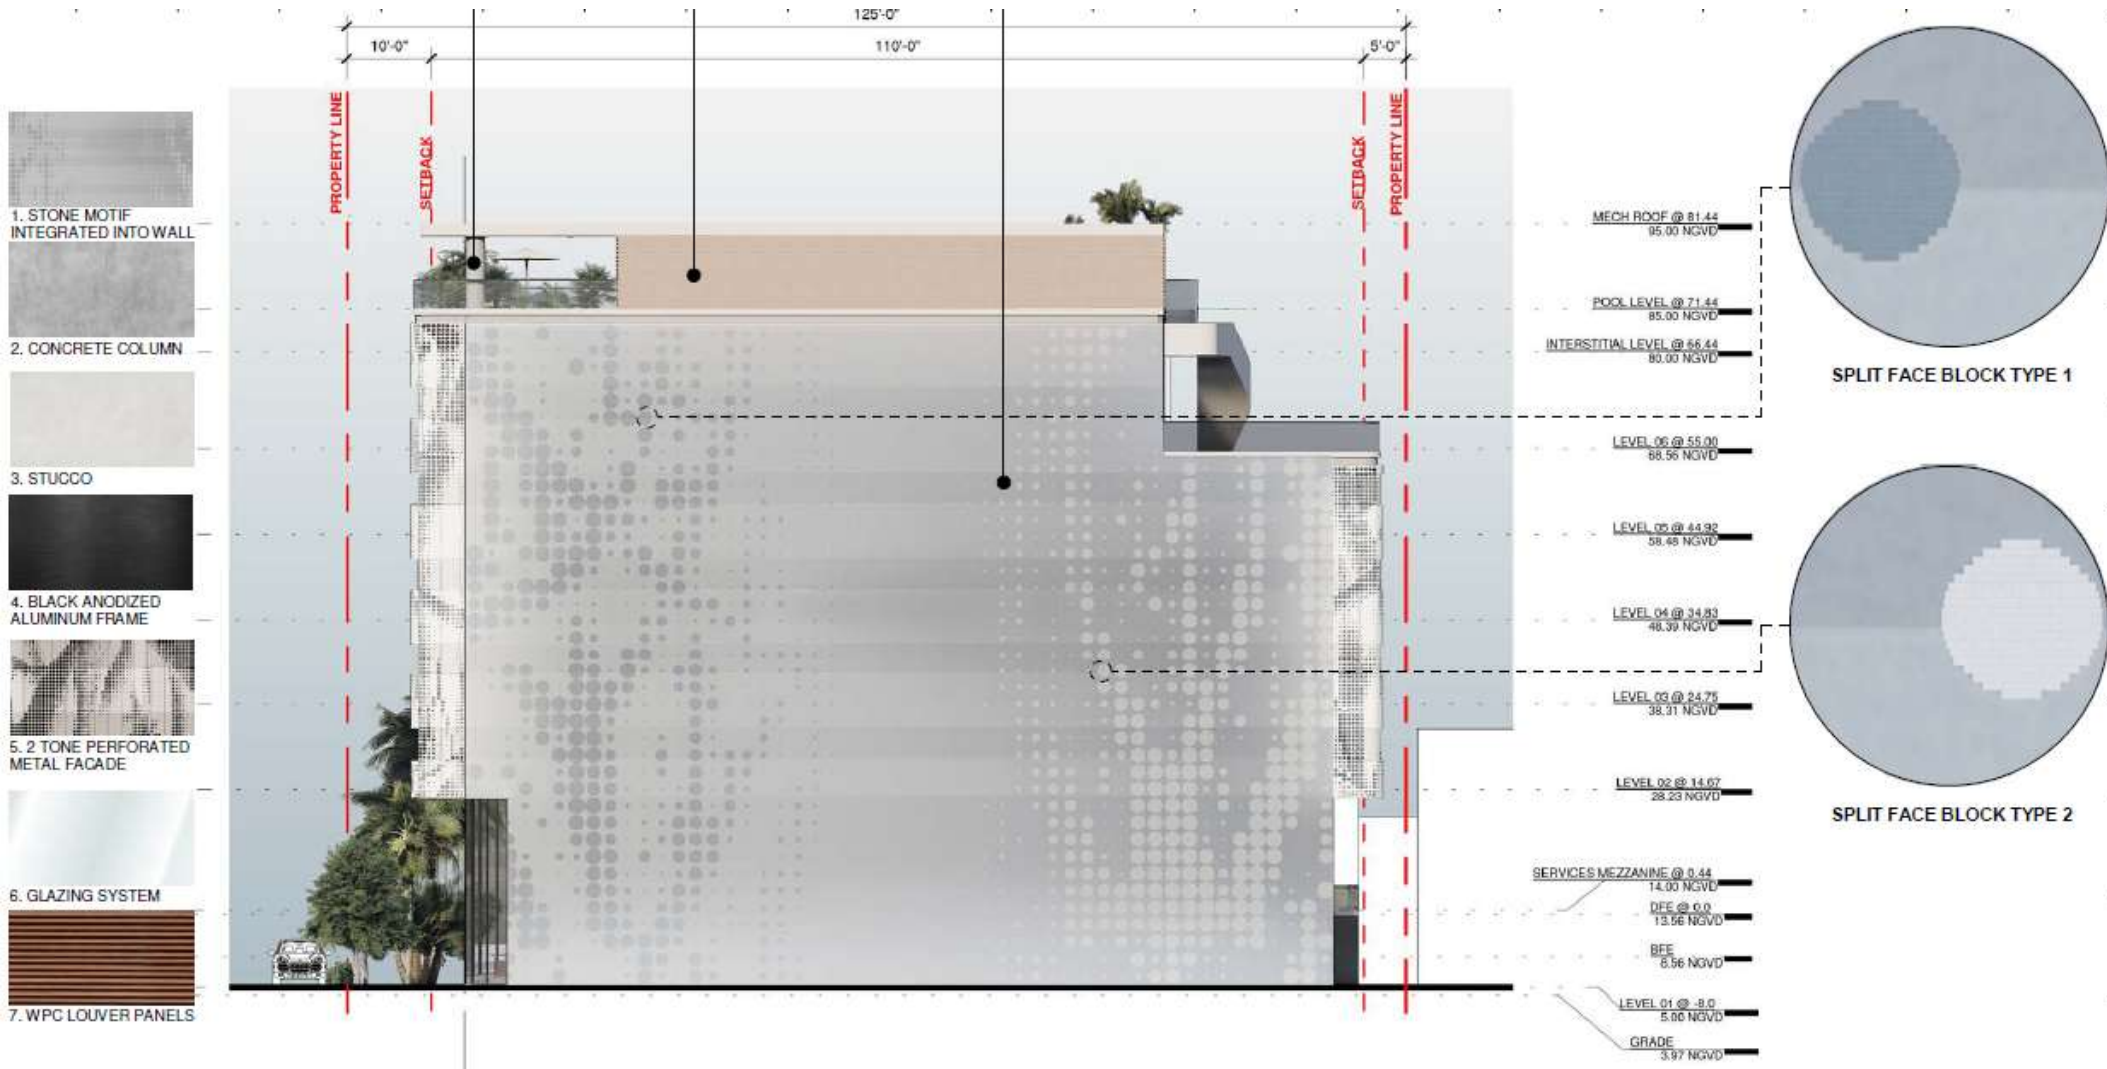 125'-0"
10'-0"
110'-0"
5'-0"
PROPERTY LINE
SETBACK
SETBACK
PROPERTY LINE
1. STONE MOTIF
INTEGRATED INTO WALL
2. CONCRETE COLUMN
3. STUCCO
4. BLACK ANODIZED
ALUMINUM FRAME
5. 2 TONE PERFORATED
METAL FACADE
6. GLAZING SYSTEM
7. WPC LOUVER PANELS
MECH ROOF @ 81.44
95.00 NGVD
POOL LEVEL @ 71.44
85.00 NGVD
INTERSTITIAL LEVEL @ 66.44
80.00 NGVD
LEVEL 06 @ 55.00
68.56 NGVD
LEVEL 05 @ 44.92
58.48 NGVD
LEVEL 04 @ 34.83
48.39 NGVD
LEVEL 03 @ 24.75
38.31 NGVD
LEVEL 02 @ 14.67
28.23 NGVD
SERVICES MEZZANINE @ 0.44
14.00 NGVD
DFE @ 0.0
13.56 NGVD
BFE
8.56 NGVD
LEVEL 01 @ -8.0
5.00 NGVD
GRADE
3.97 NGVD
SPLIT FACE BLOCK TYPE 1
SPLIT FACE BLOCK TYPE 2